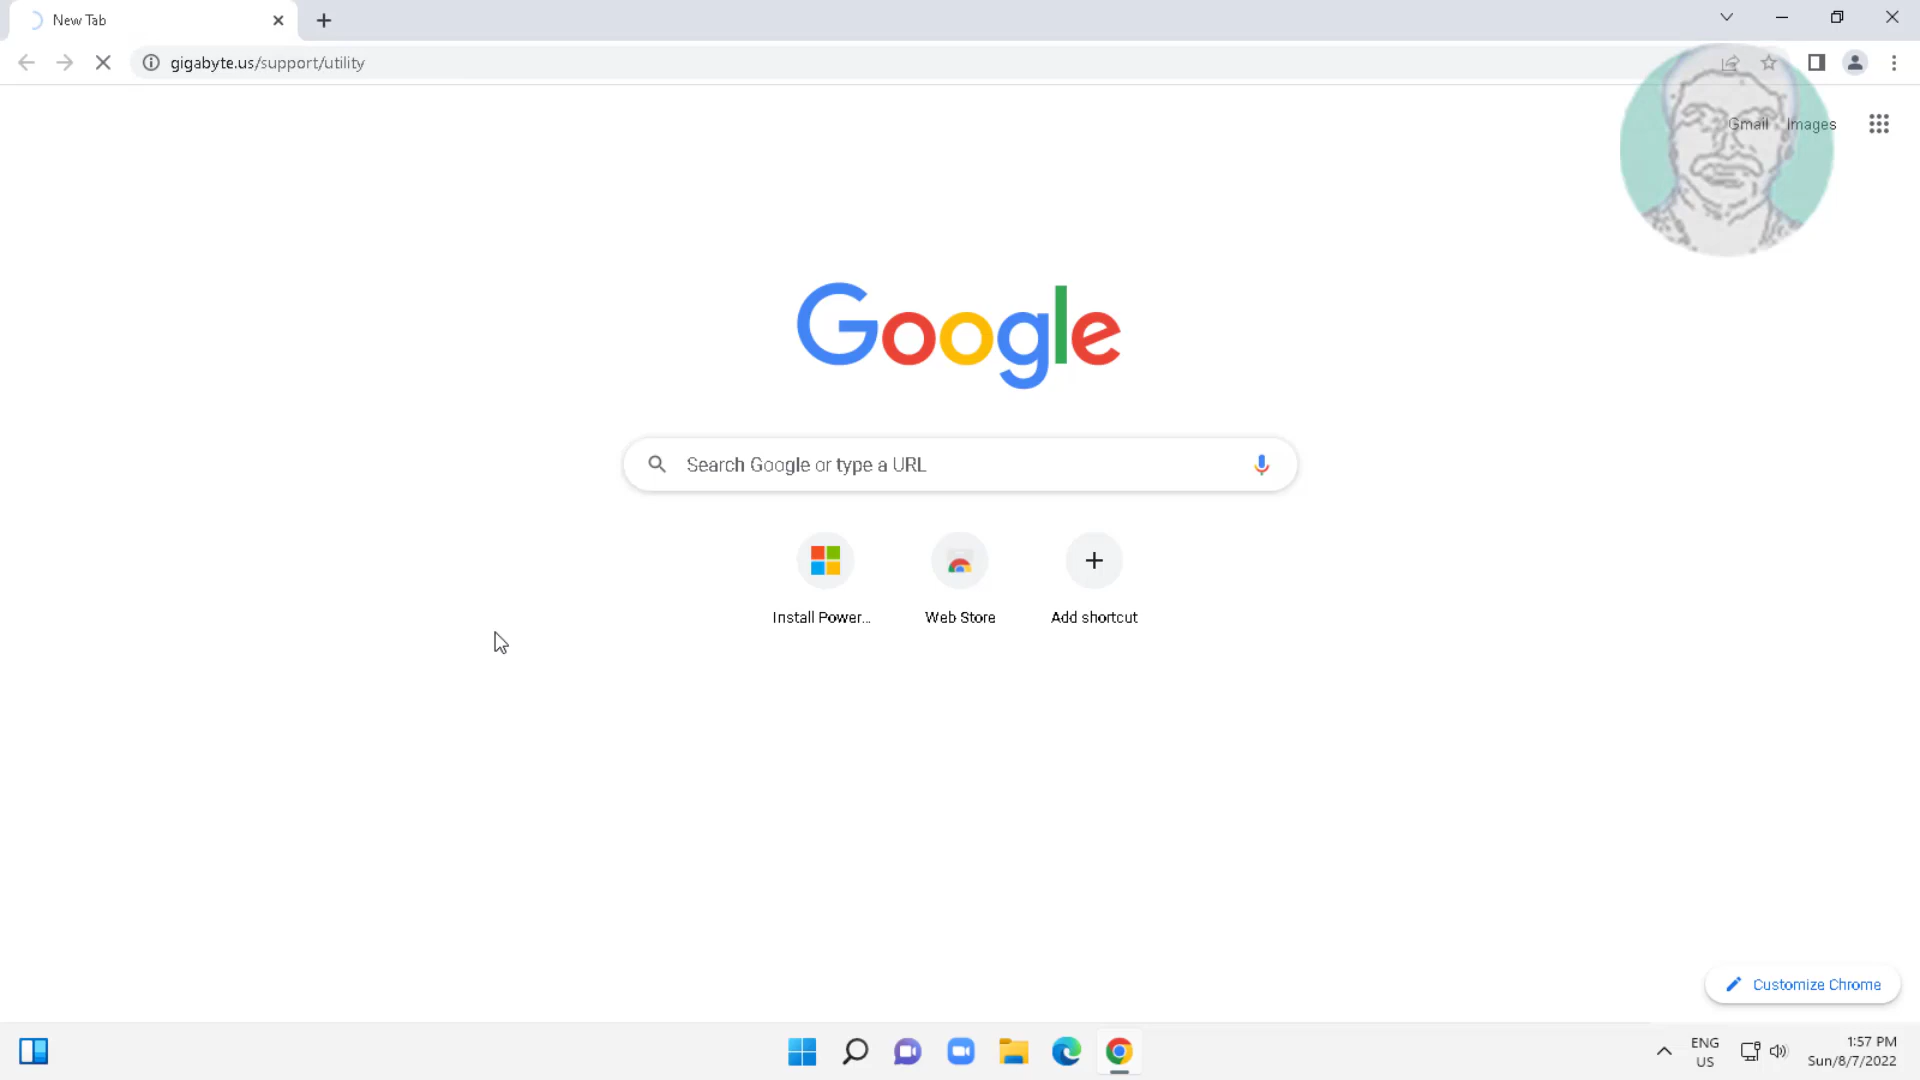 New Tab
gigabyte.us/support/utility
Gmail Images
Google
Search Google or type a URL
Install Power...
Web Store
Add shortcut
Customize Chrome
ENG
US
1:57 PM
Sun/8/7/2022